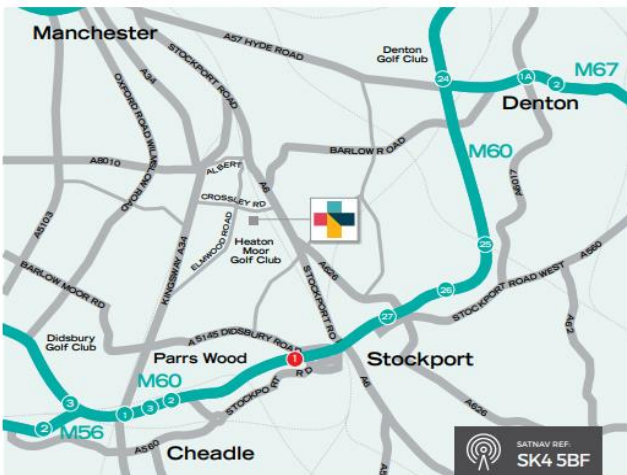 Manchester
STOCKPORT ROAD
A57 HYDE ROAD
Denton
Golf Club
24
1A
2
M67
Denton
A34
OXFORD ROAD WILMSLOW ROAD
A6010
ALBERT
BARLOW ROAD
M60
A6017
CROSSLEY RD
A6
A5103
KINGSWAY A34
ELMWOOD ROAD
Heaton
Moor
Golf Club
25
A560
A626
STOCKPORT ROAD WEST
26
BARLOW MOOR RD
STOCKPORT RO
27
A62
A5145 DIDSBURY ROAD
Didsbury
Golf Club
Parrs Wood
1
Stockport
M60
STOCKPORT
RD
A6
3
1
3
2
2
M56
A560
Cheadle
A626
SATNAV REF:
SK4 5BF